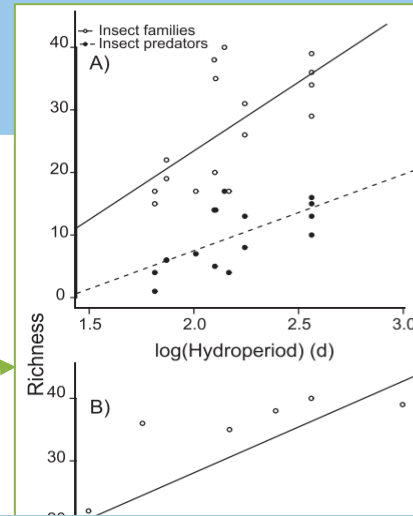 Insect families
Insect predators
A)
40
30
20
10
0
1.5 2.0 2.5 3.0
log(Hydroperiod) (d)
Richness
B)
40
30